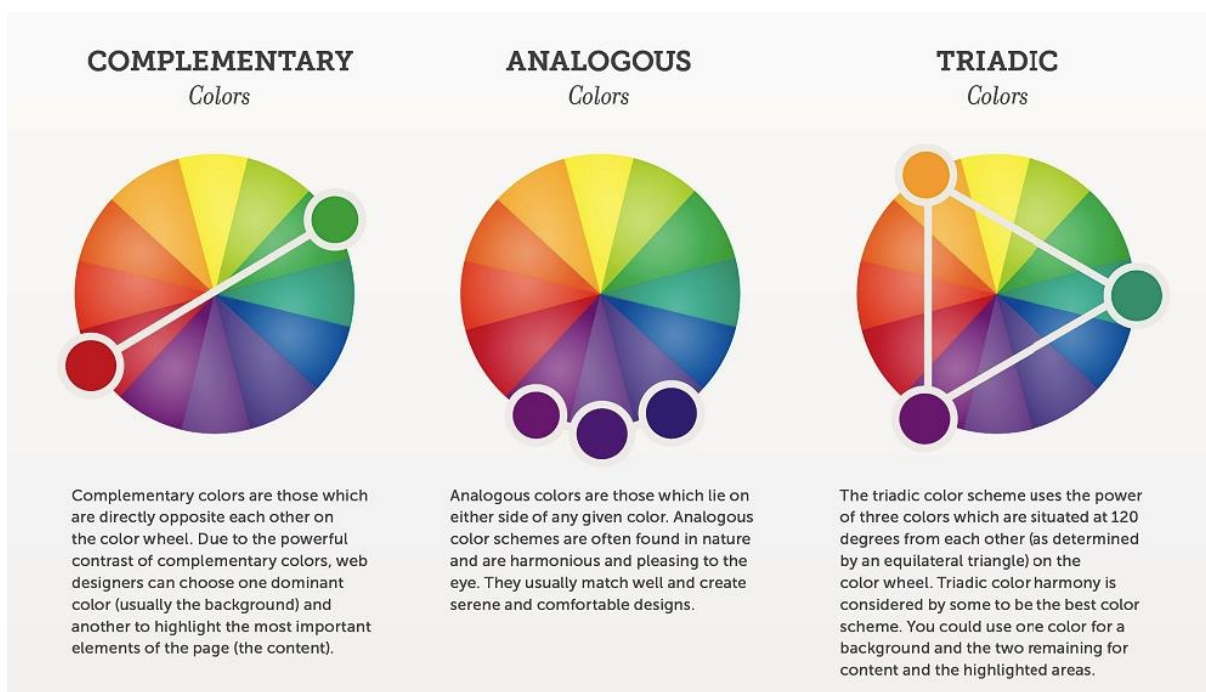 COMPLEMENTARY
Colors
Complementary colors are those which
are directly opposite each other on
the color wheel. Due to the powerful
contrast of complementary colors, web
designers can choose one dominant
color (usually the background) and
another to highlight the most important
elements of the page (the content).
ANALOGOUS
Colors
Analogous colors are those which lie on
either side of any given color. Analogous
color schemes are often found in nature
and are harmonious and pleasing to the
eye. They usually match well and create
serene and comfortable designs.
TRIADIC
Colors
The triadic color scheme uses the power
of three colors which are situated at 120
degrees from each other (as determined
by an equilateral triangle) on the
color wheel. Triadic color harmony is
considered by some to be the best color
scheme. You could use one color for a
background and the two remaining for
content and the highlighted areas.